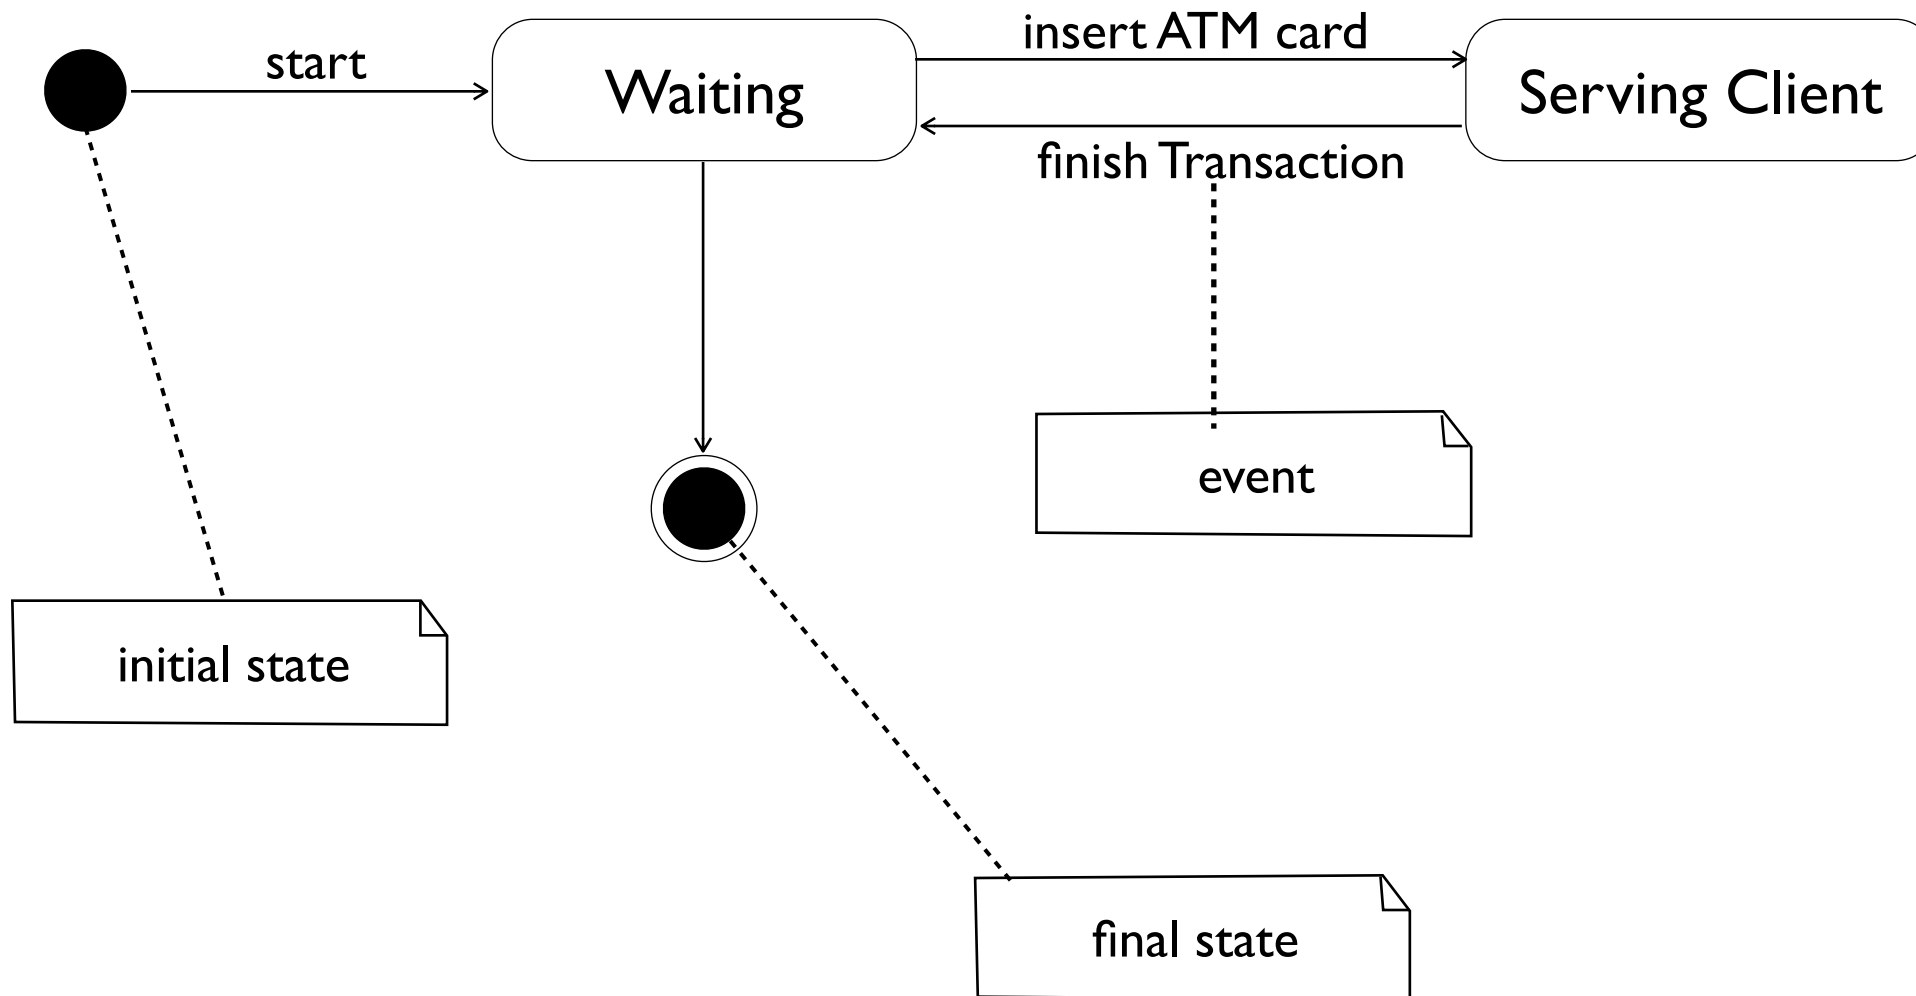 start
insert ATM card
Waiting
Serving Client
finish Transaction
event
initial state
final state